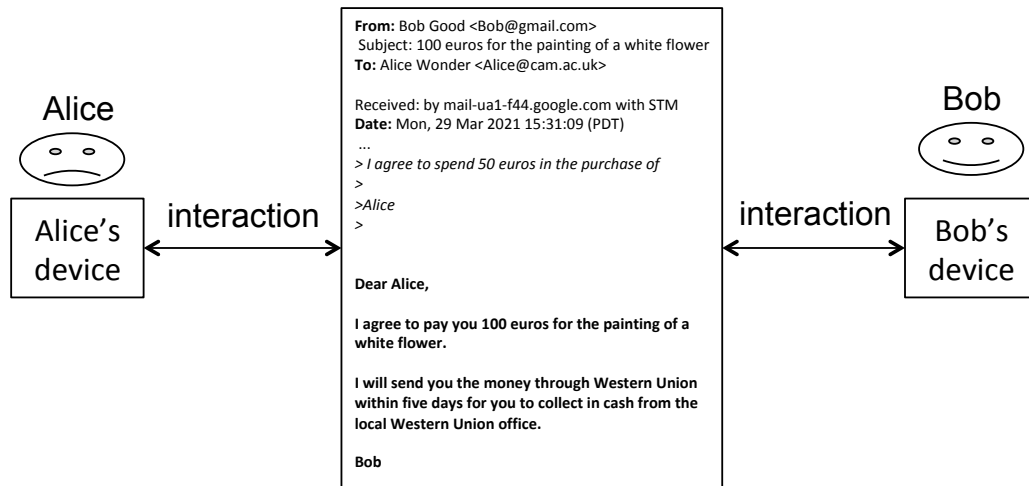 Alice
Alice's
device
interaction
From: Bob Good <Bob@gmail.com>
Subject: 100 euros for the painting of a white flower
To: Alice Wonder <Alice@cam.ac.uk>
Received: by mail-ua1-f44.google.com with STM
Date: Mon, 29 Mar 2021 15:31:09 (PDT)
...
> I agree to spend 50 euros in the purchase of
>
>Alice
>
Dear Alice,
I agree to pay you 100 euros for the painting of a
white flower.
I will send you the money through Western Union
within five days for you to collect in cash from the
local Western Union office.
Bob
interaction
Bob
Bob's
device